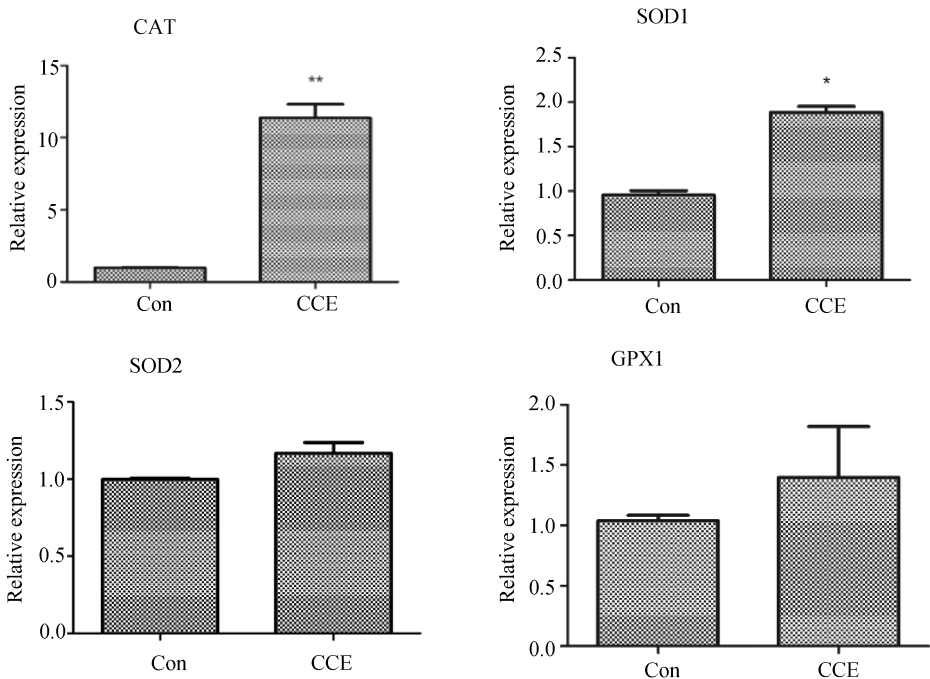 CAT
Relative expression
15
10
5
0
**
Con
CCE
SOD1
Relative expression
2.5
2.0
1.5
1.0
0.5
0.0
*
Con
CCE
SOD2
Relative expression
1.5
1.0
0.5
0.0
Con
CCE
GPX1
Relative expression
2.0
1.5
1.0
0.5
0.0
Con
CCE